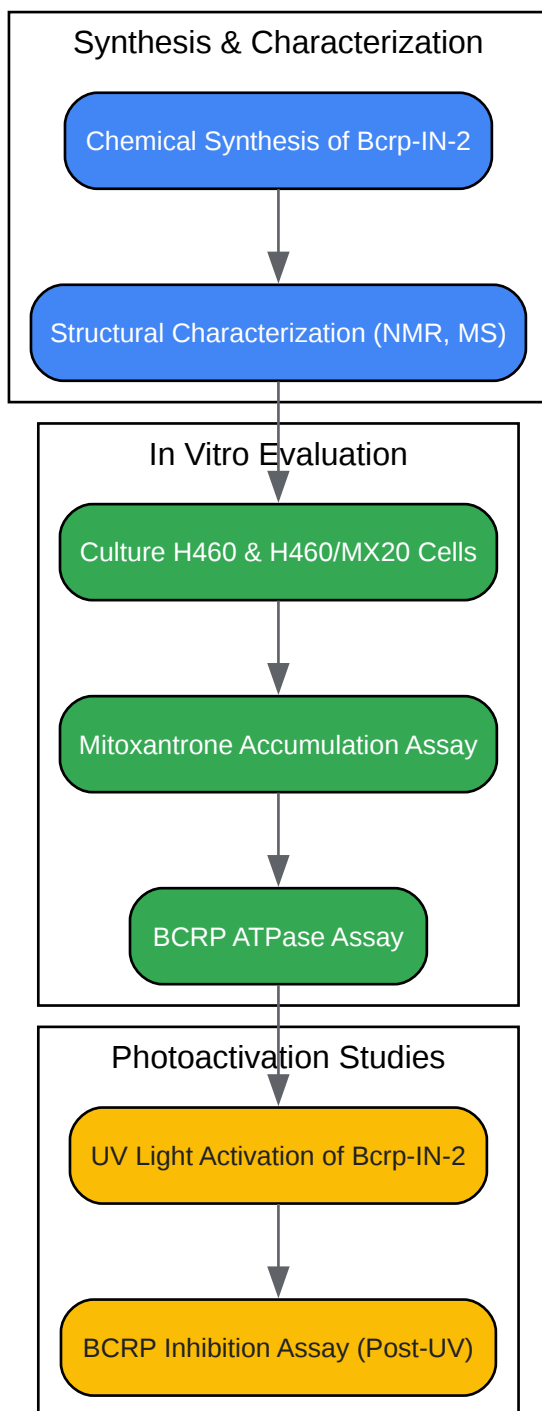 Synthesis & Characterization
Chemical Synthesis of Bcrp-IN-2
Structural Characterization (NMR, MS)
In Vitro Evaluation
Culture H460 & H460/MX20 Cells
Mitoxantrone Accumulation Assay
BCRP ATPase Assay
Photoactivation Studies
UV Light Activation of Bcrp-IN-2
BCRP Inhibition Assay (Post-UV)